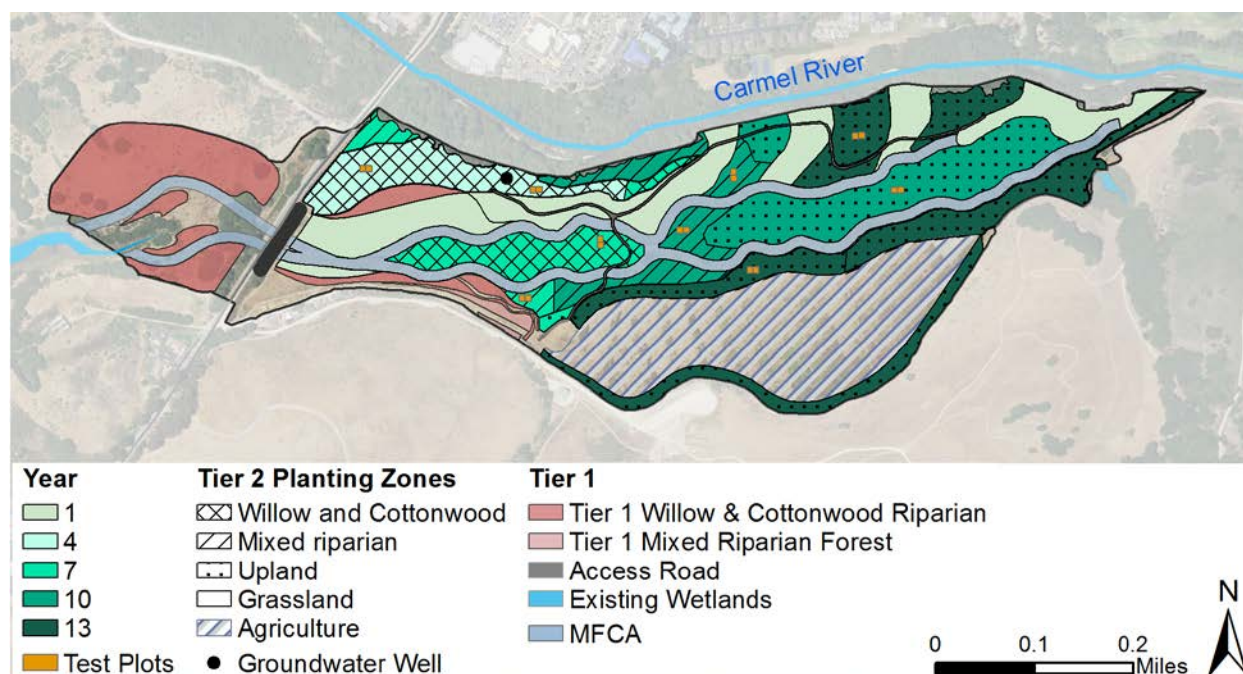 Carmel River
Year
1
4
7
10
13
Test Plots
Tier 2 Planting Zones
Willow and Cottonwood
Mixed riparian
Upland
Grassland
Agriculture
Groundwater Well
Tier 1
Tier 1 Willow & Cottonwood Riparian
Tier 1 Mixed Riparian Forest
Access Road
Existing Wetlands
MFCA
N
0 0.1 0.2
Miles